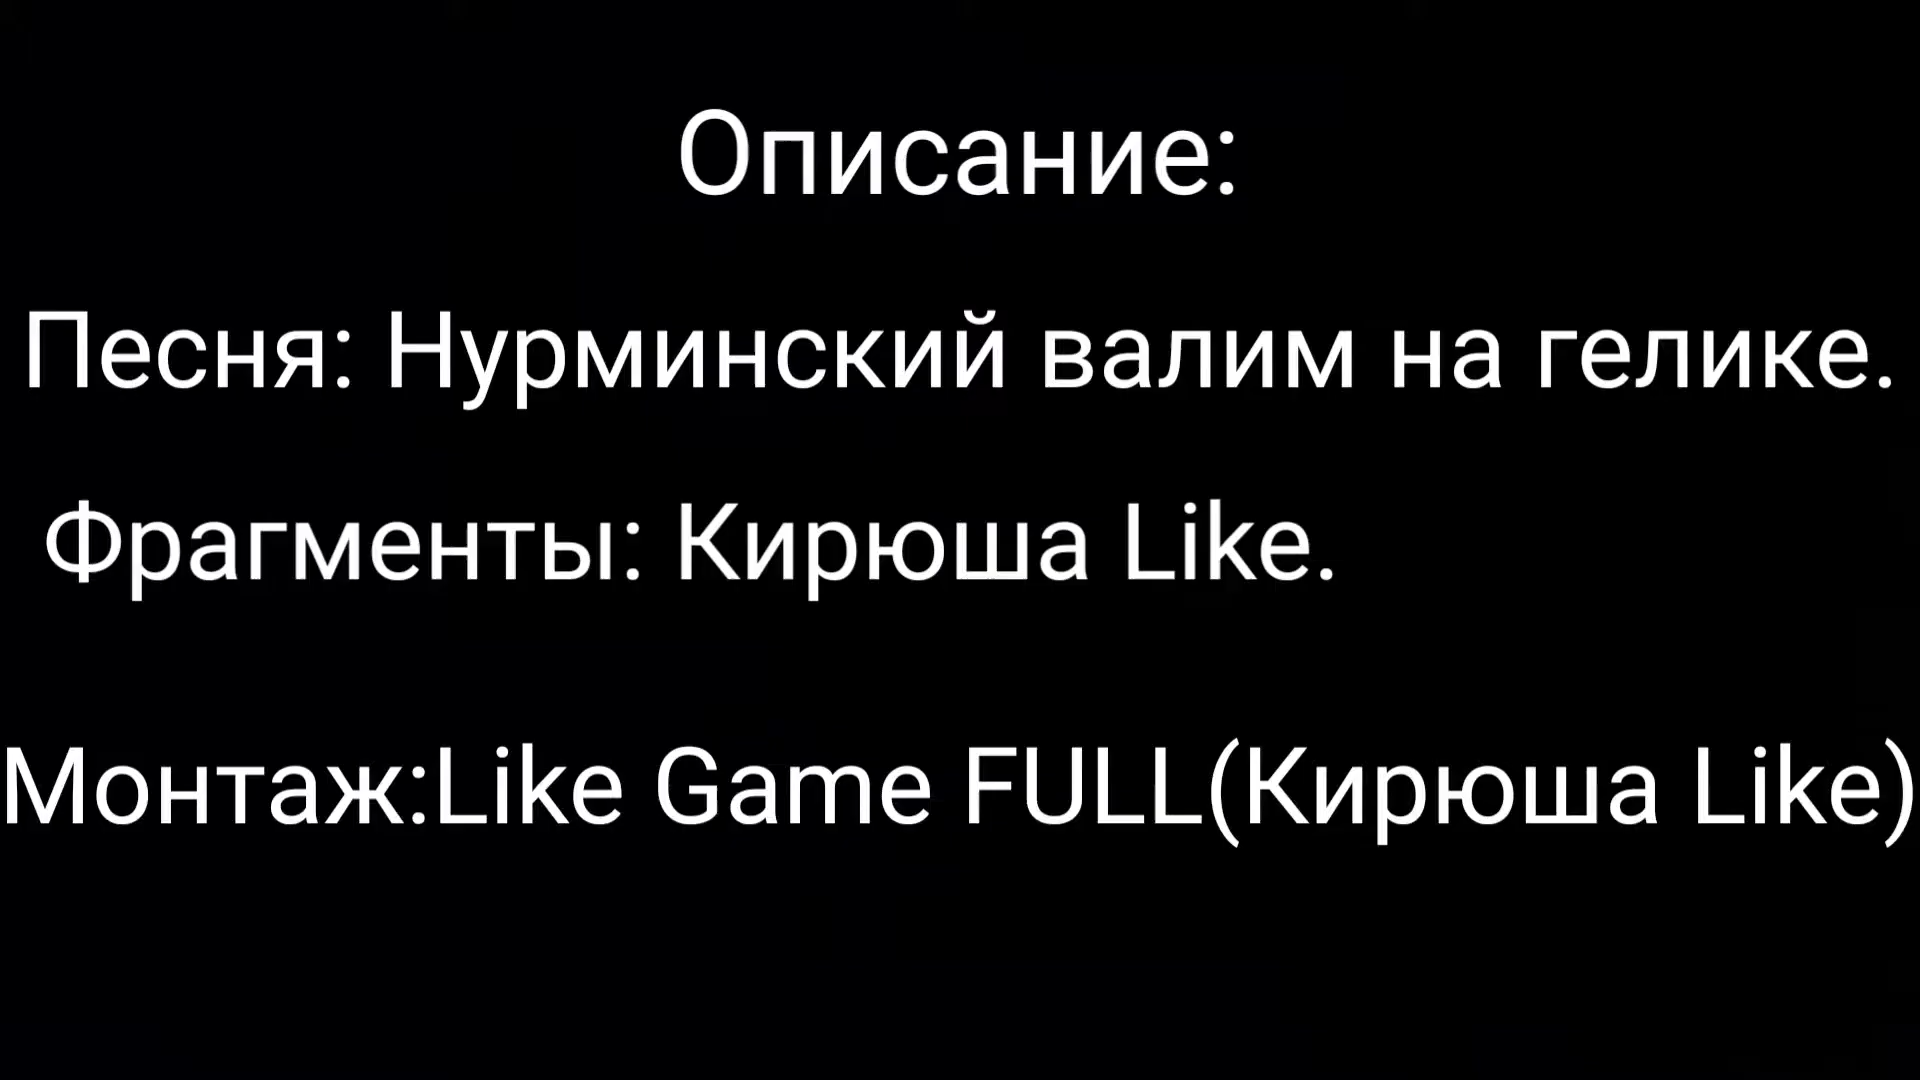 Описание:
Песня: Нурминский валим на гелике.
Фрагменты: Кирюша Like.
Монтаж:Like Game FULL(Кирюша Like)